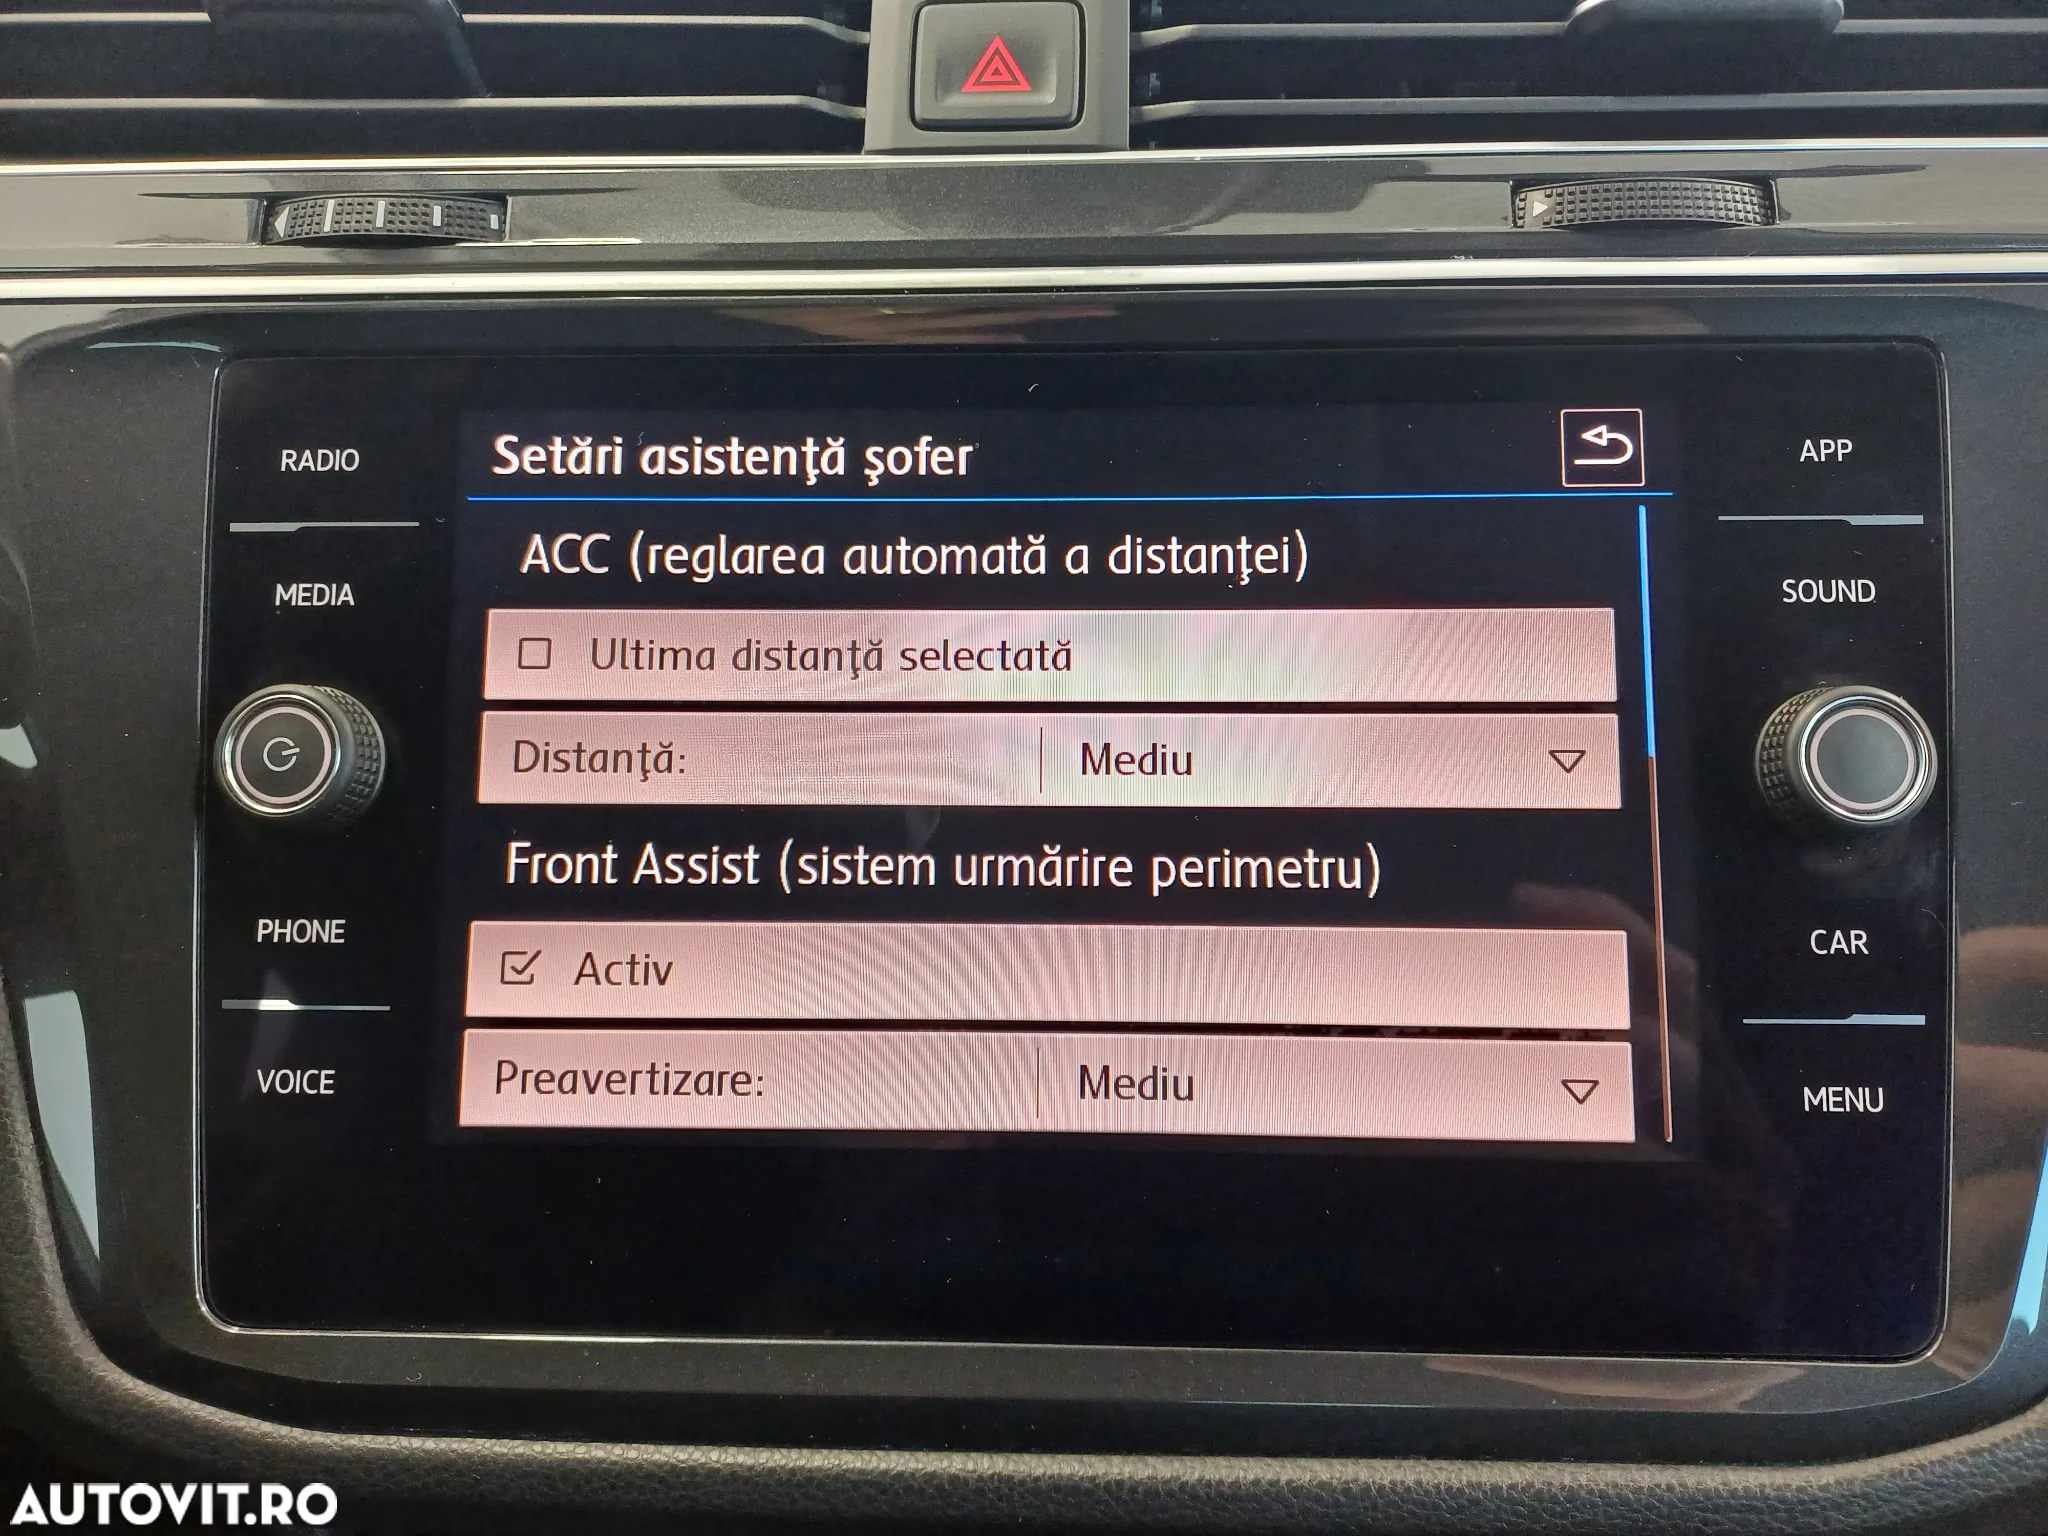 RADIO
MEDIA
PHONE
VOICE
Setări asistenţă şofer
ACC (reglarea automată a distanţei)
Ultima distanţă selectată
Distanţă: Mediu
Front Assist (sistem urmărire perimetru)
Activ
Preavertizare: Mediu
APP
SOUND
CAR
MENU
AUTOVIT.RO